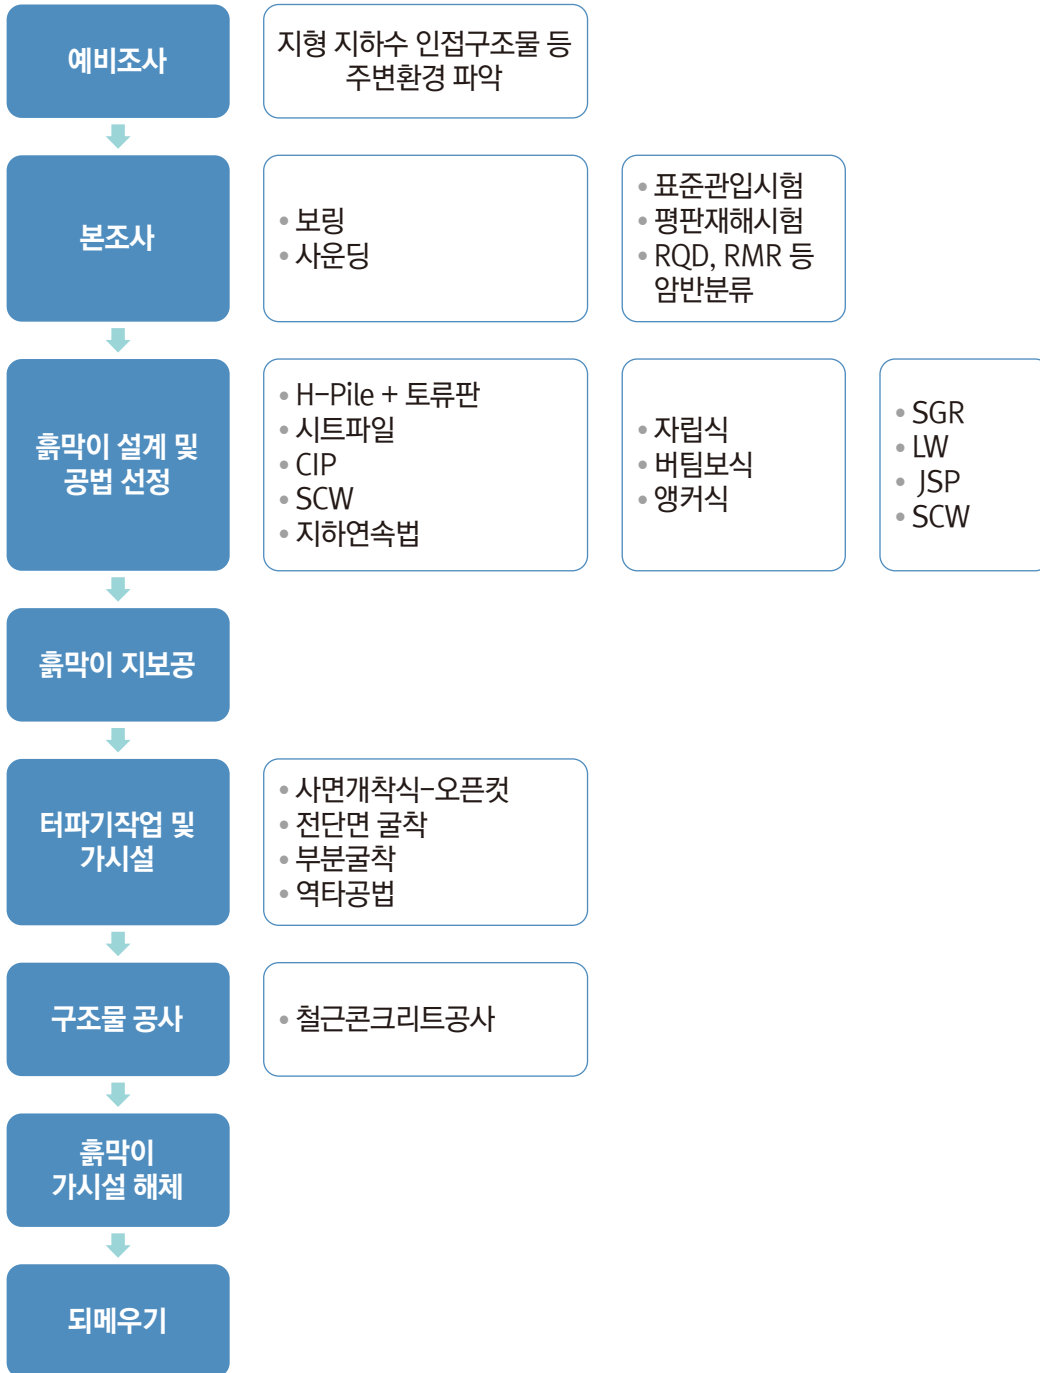 예비조사
지형 지하수 인접구조물 등
주변환경 파악
본조사
• 보링
• 사운딩
• 표준관입시험
• 평판재해시험
• RQD, RMR 등
암반분류
흙막이 설계 및
공법 선정
• H-Pile + 토류판
• 시트파일
• CIP
• SCW
• 지하연속법
• 자립식
• 버팀보식
• 앵커식
• SGR
• LW
• JSP
• SCW
흙막이 지보공
터파기작업 및
가시설
• 사면개착식-오픈컷
• 전단면 굴착
• 부분굴착
• 역타공법
구조물 공사
• 철근콘크리트공사
흙막이
가시설 해체
되메우기